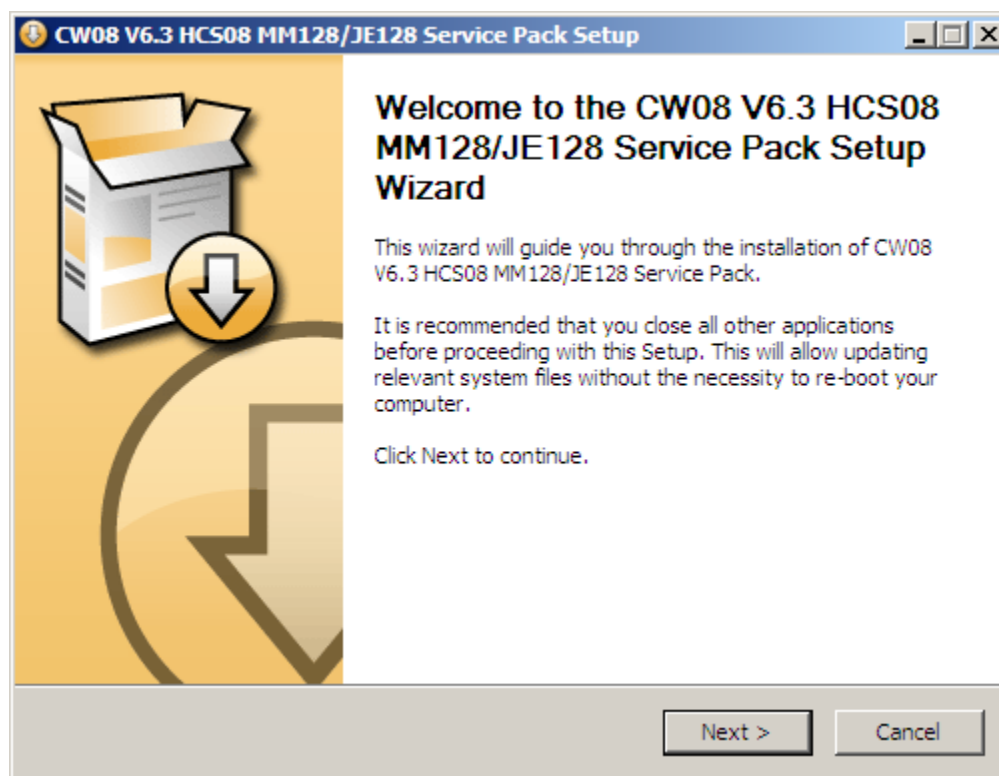 CW08 V6.3 HCS08 MM128/JE128 Service Pack Setup
Welcome to the CW08 V6.3 HCS08
MM128/JE128 Service Pack Setup
Wizard
This wizard will guide you through the installation of CW08
V6.3 HCS08 MM128/JE128 Service Pack.
It is recommended that you close all other applications
before proceeding with this Setup. This will allow updating
relevant system files without the necessity to re-boot your
computer.
Click Next to continue.
Next >
Cancel